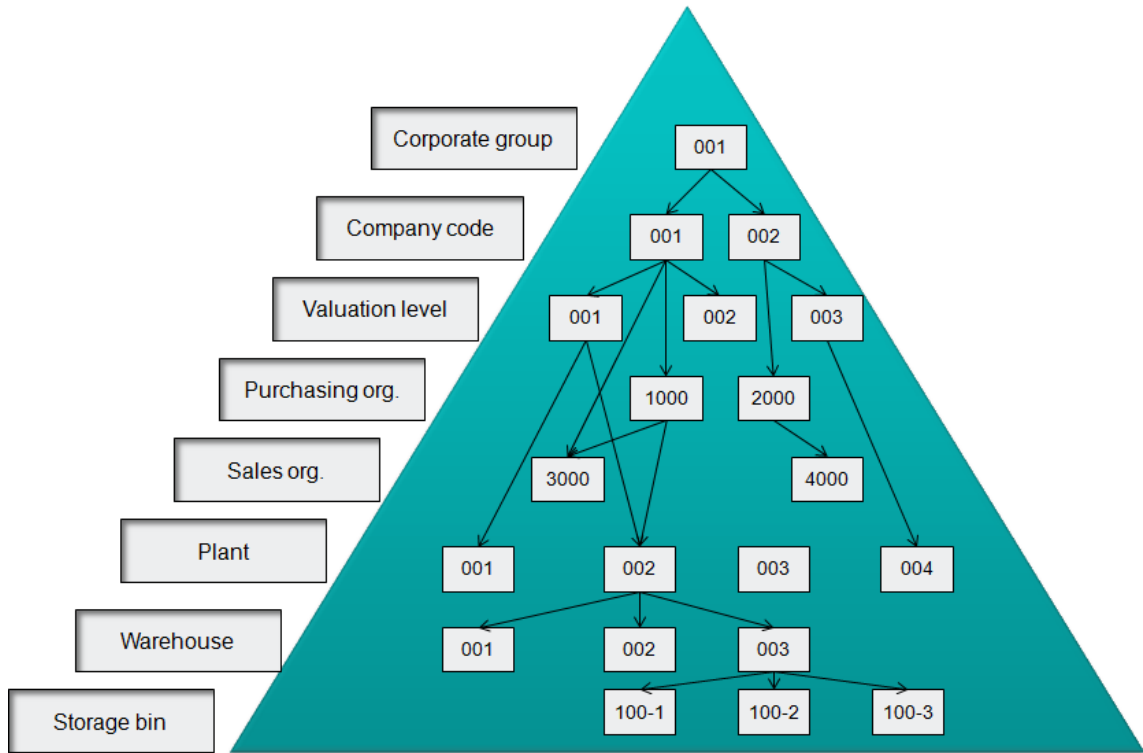 Corporate group
001
Company code
001 002
Valuation level
001 002 003
Purchasing org.
1000 2000
Sales org.
3000 4000
Plant
001 002 003 004
Warehouse
001 002 003
Storage bin
100-1 100-2 100-3